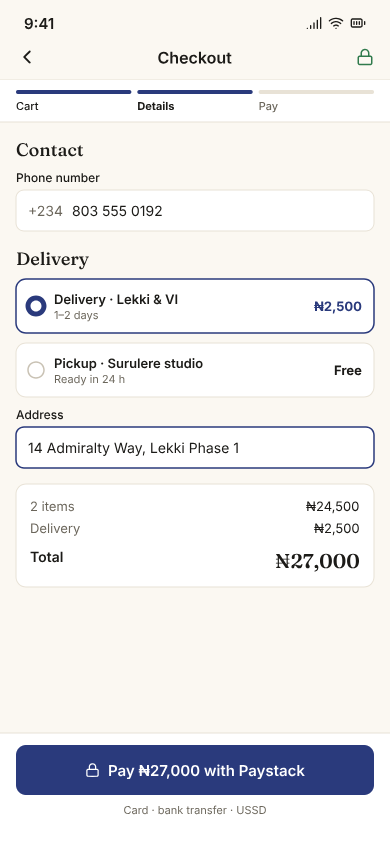 9:41
Checkout
Cart
Details
Pay
Contact
Phone number
+234 803 555 0192
Delivery
Delivery · Lekki & VI
1–2 days
₦2,500
Pickup · Surulere studio
Ready in 24 h
Free
Address
14 Admiralty Way, Lekki Phase 1
2 items ₦24,500
Delivery ₦2,500
Total ₦27,000
Pay ₦27,000 with Paystack
Card · bank transfer · USSD